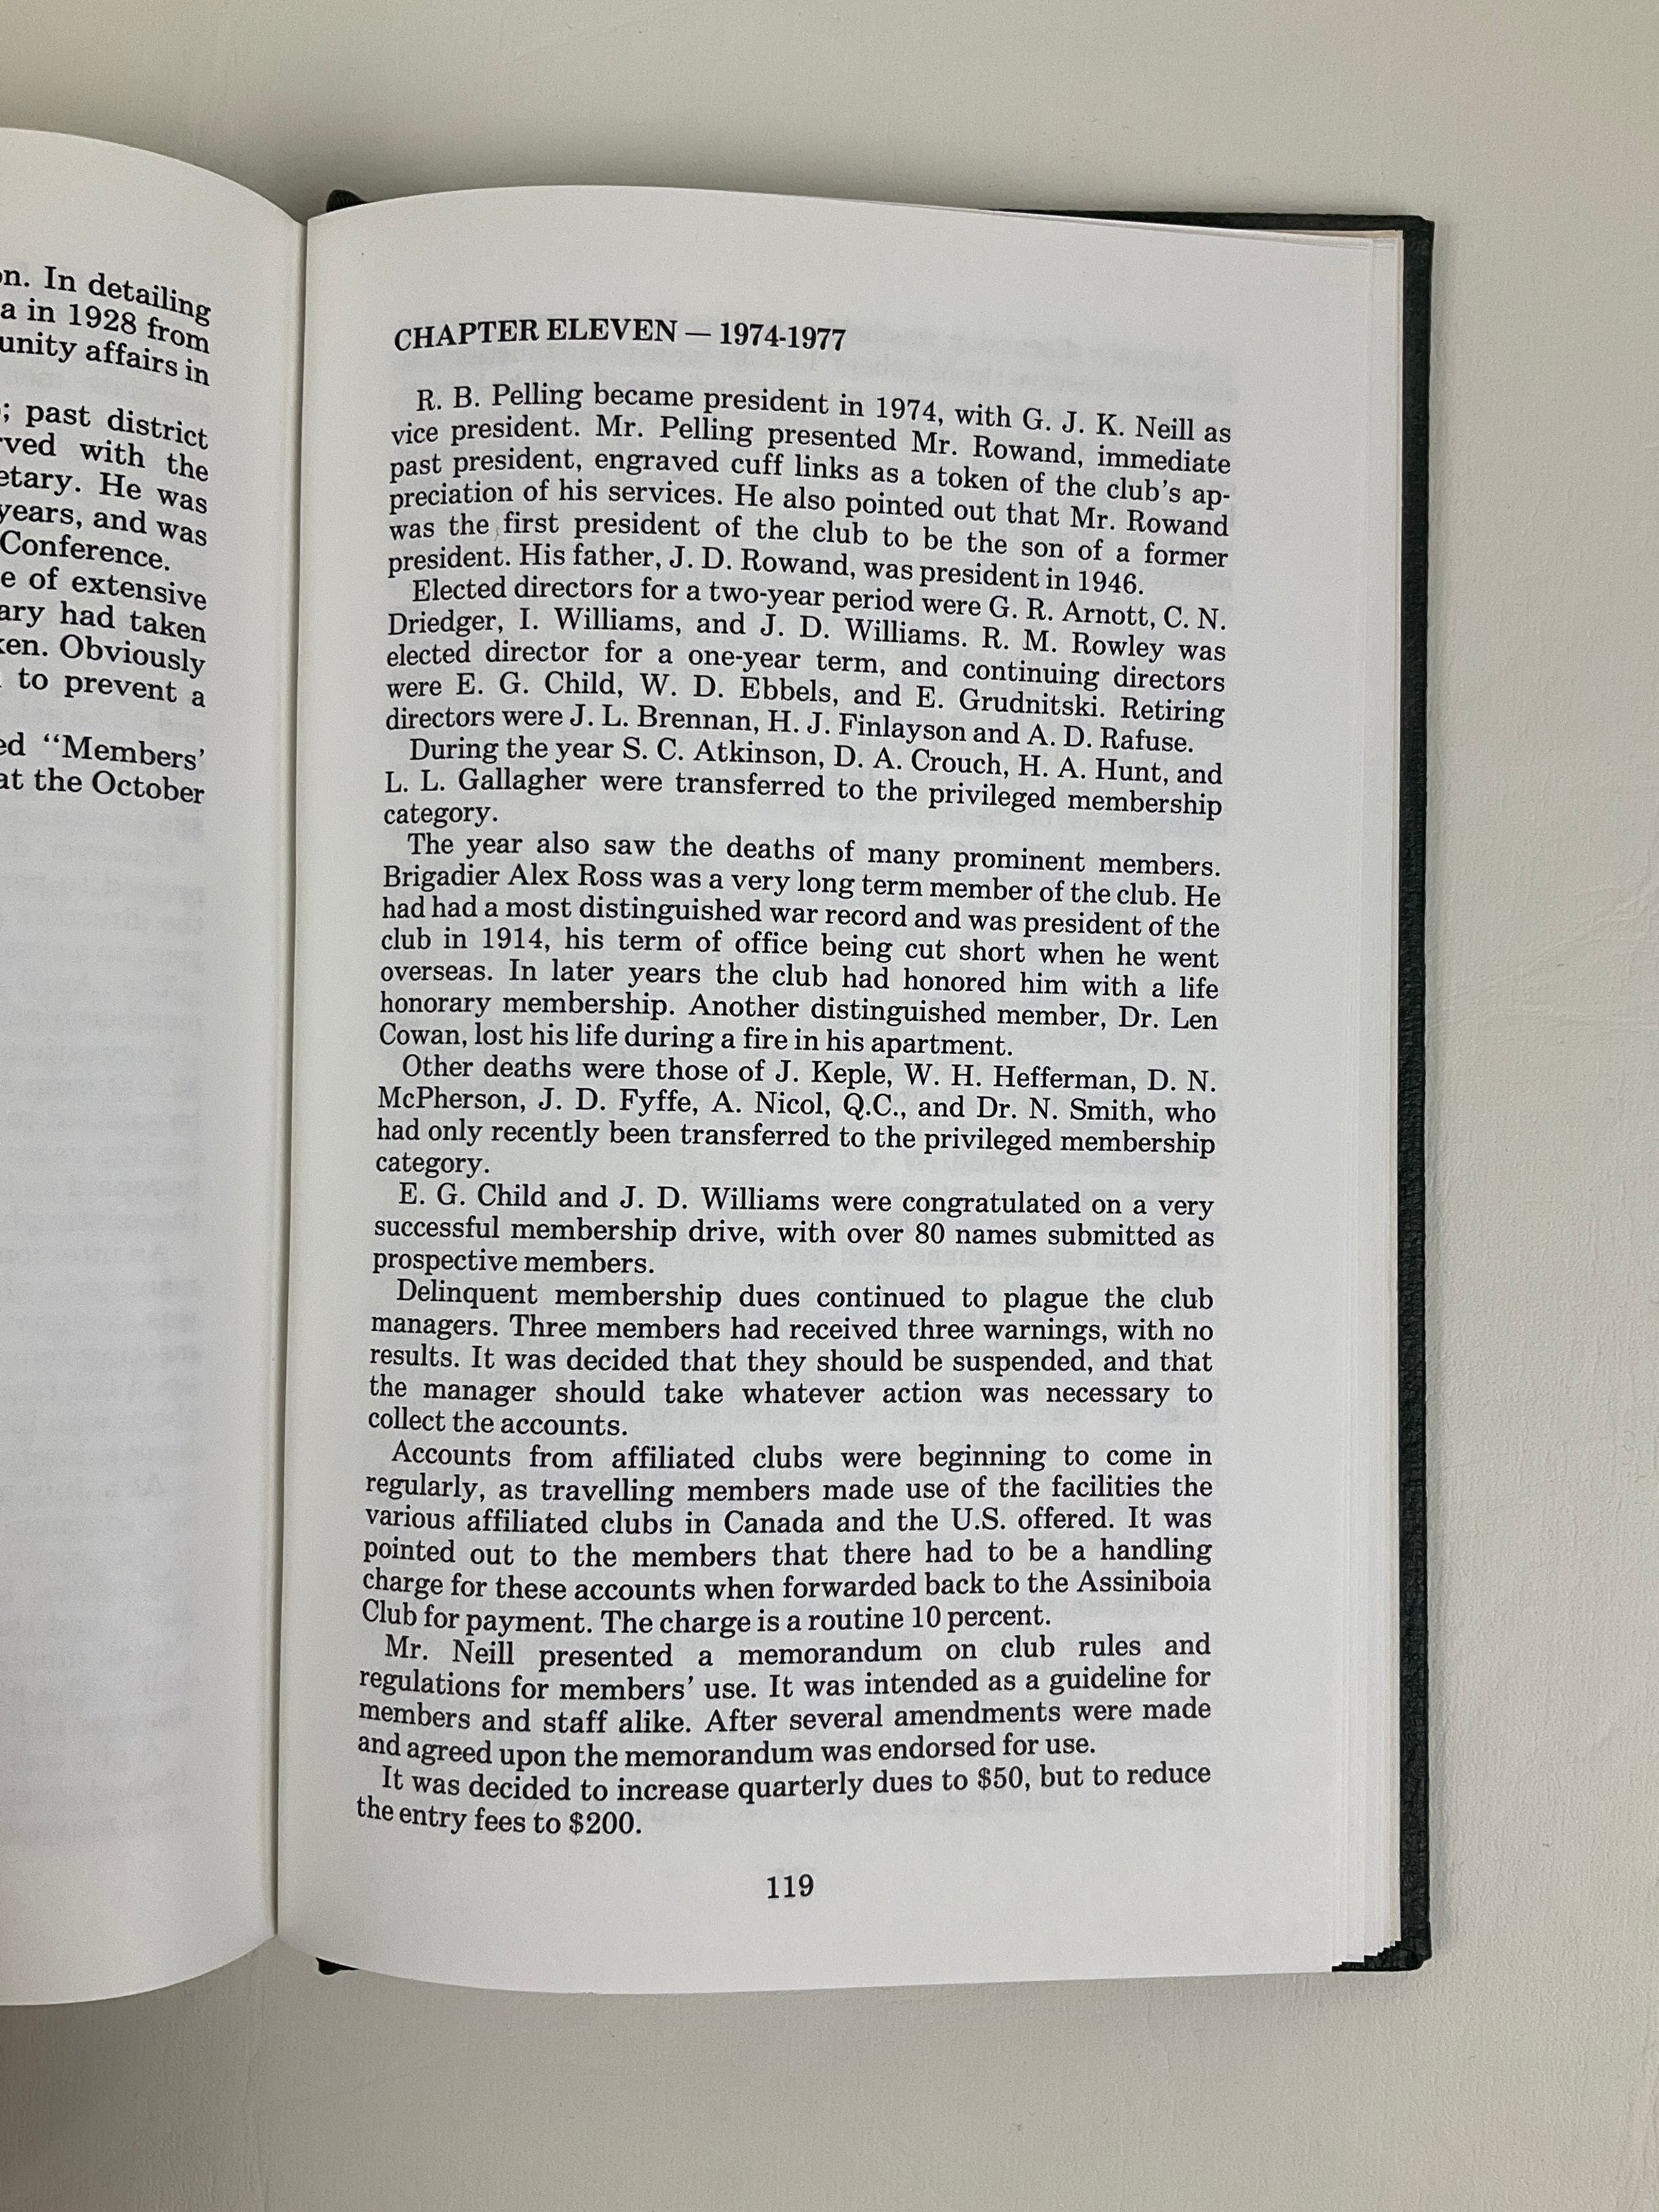 n. In detailing
a in 1928 from
unity affairs in
; past district
ved with the
etary. He was
years, and was
Conference.
e of extensive
ary had taken
ken. Obviously
to prevent a
ed “Members’
at the October
CHAPTER ELEVEN — 1974-1977
R. B. Pelling became president in 1974, with G. J. K. Neill as
vice president. Mr. Pelling presented Mr. Rowand, immediate
past president, engraved cuff links as a token of the club’s ap-
preciation of his services. He also pointed out that Mr. Rowand
was the first president of the club to be the son of a former
president. His father, J. D. Rowand, was president in 1946.
Elected directors for a two-year period were G. R. Arnott, C. N.
Driedger, I. Williams, and J. D. Williams. R. M. Rowley was
elected director for a one-year term, and continuing directors
were E. G. Child, W. D. Ebbels, and E. Grudnitski. Retiring
directors were J. L. Brennan, H. J. Finlayson and A. D. Rafuse.
During the year S. C. Atkinson, D. A. Crouch, H. A. Hunt, and
L. L. Gallagher were transferred to the privileged membership
category.
The year also saw the deaths of many prominent members.
Brigadier Alex Ross was a very long term member of the club. He
had had a most distinguished war record and was president of the
club in 1914, his term of office being cut short when he went
overseas. In later years the club had honored him with a life
honorary membership. Another distinguished member, Dr. Len
Cowan, lost his life during a fire in his apartment.
Other deaths were those of J. Keple, W. H. Hefferman, D. N.
McPherson, J. D. Fyffe, A. Nicol, Q.C., and Dr. N. Smith, who
had only recently been transferred to the privileged membership
category.
E. G. Child and J. D. Williams were congratulated on a very
successful membership drive, with over 80 names submitted as
prospective members.
Delinquent membership dues continued to plague the club
managers. Three members had received three warnings, with no
results. It was decided that they should be suspended, and that
the manager should take whatever action was necessary to
collect the accounts.
Accounts from affiliated clubs were beginning to come in
regularly, as travelling members made use of the facilities the
various affiliated clubs in Canada and the U.S. offered. It was
pointed out to the members that there had to be a handling
charge for these accounts when forwarded back to the Assiniboia
Club for payment. The charge is a routine 10 percent.
Mr. Neill presented a memorandum on club rules and
regulations for members’ use. It was intended as a guideline for
members and staff alike. After several amendments were made
and agreed upon the memorandum was endorsed for use.
It was decided to increase quarterly dues to $50, but to reduce
the entry fees to $200.
119